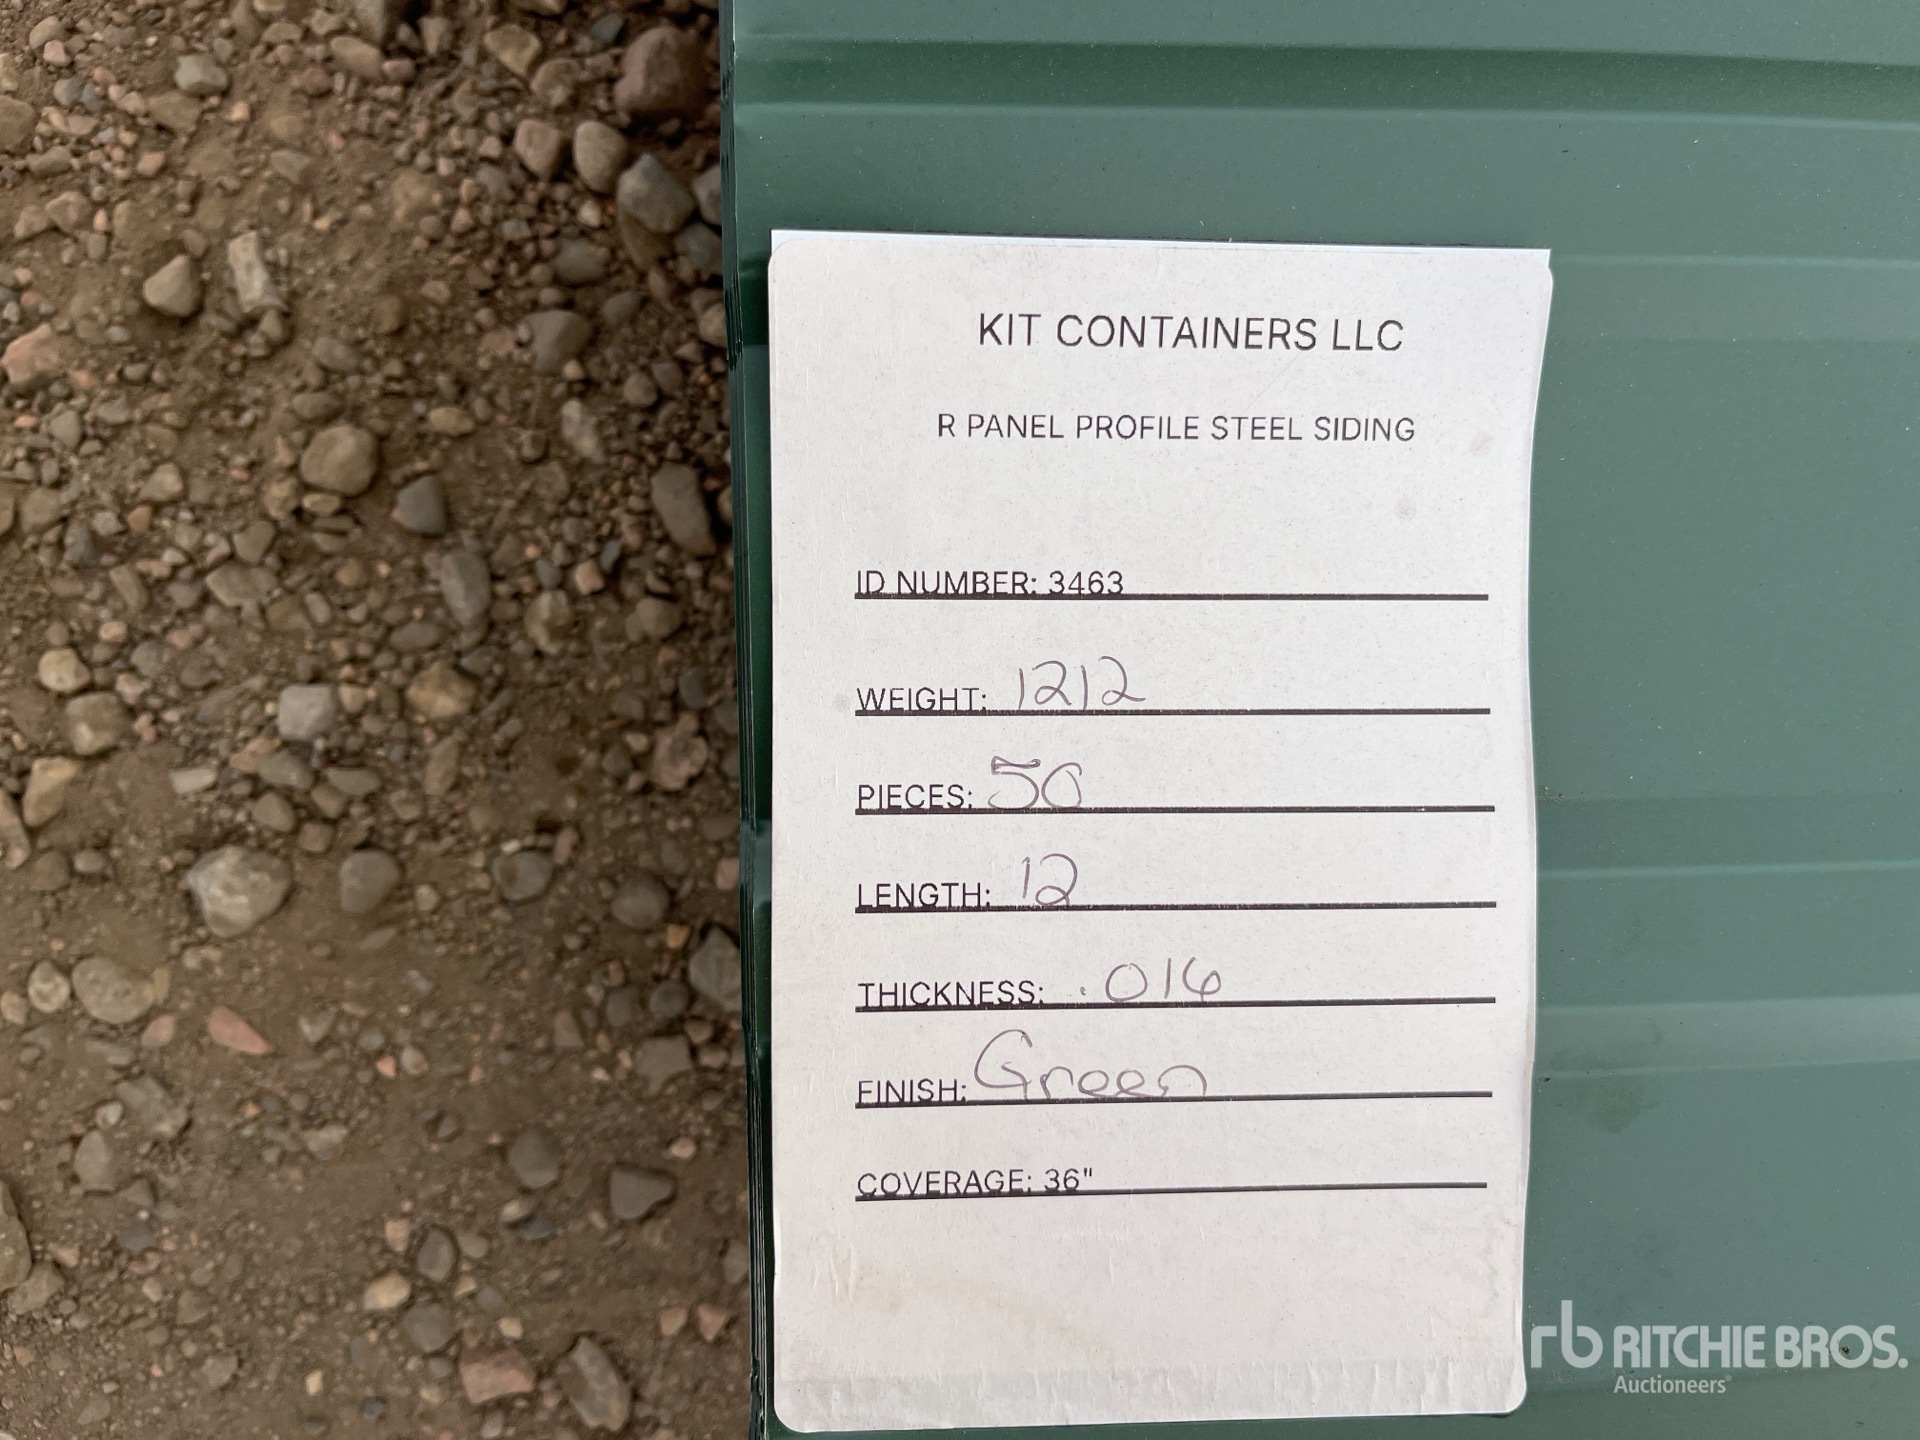 KIT CONTAINERS LLC
R PANEL PROFILE STEEL SIDING
ID NUMBER: 3463
WEIGHT: 1212
PIECES: 50
LENGTH: 12
THICKNESS: .016
FINISH: Green
COVERAGE: 36"
rb RITCHIE BROS.
Auctioneers